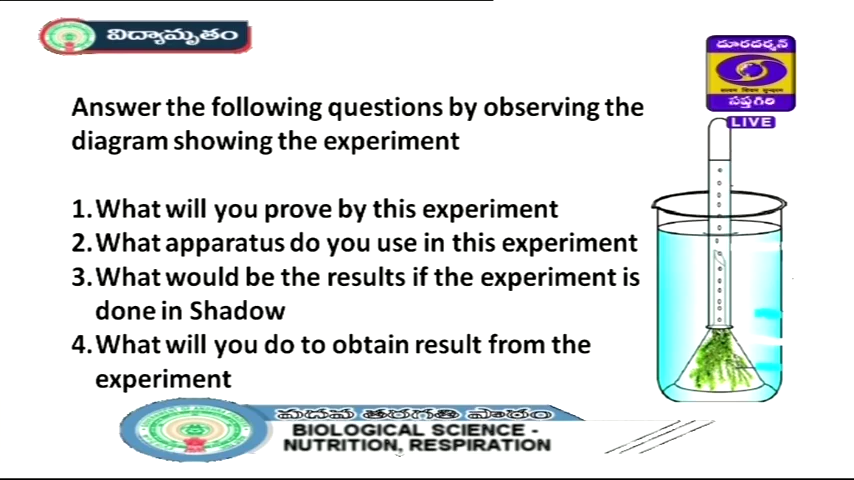 విద్యామృతం
దూరదర్శన్
సప్తగిరి
LIVE
Answer the following questions by observing the
diagram showing the experiment
1. What will you prove by this experiment
2. What apparatus do you use in this experiment
3. What would be the results if the experiment is
done in Shadow
4. What will you do to obtain result from the
experiment
పదవ తరగతి పాఠం
BIOLOGICAL SCIENCE -
NUTRITION, RESPIRATION